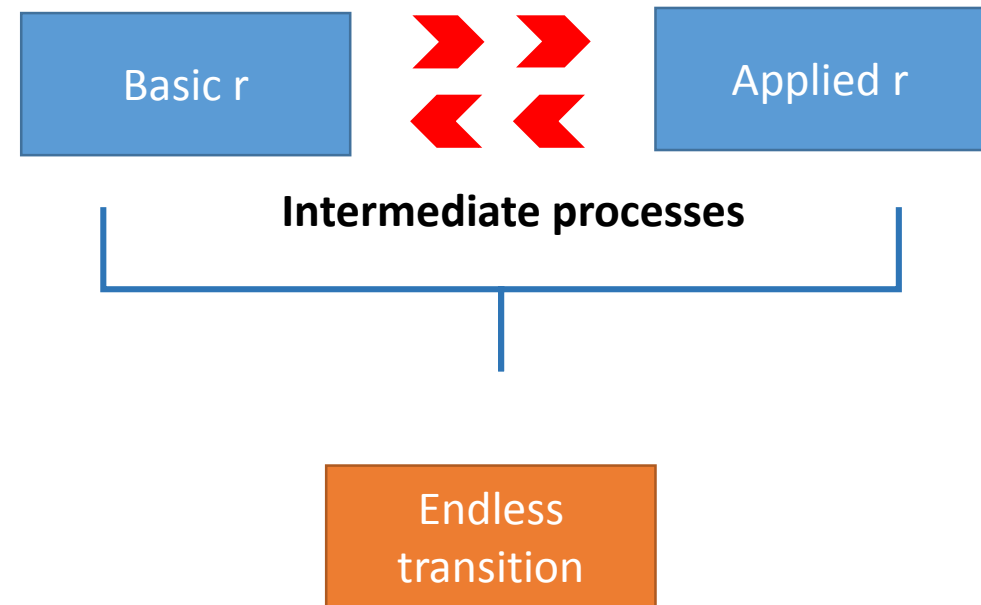 Basic r
Applied r
Intermediate processes
Endless
transition